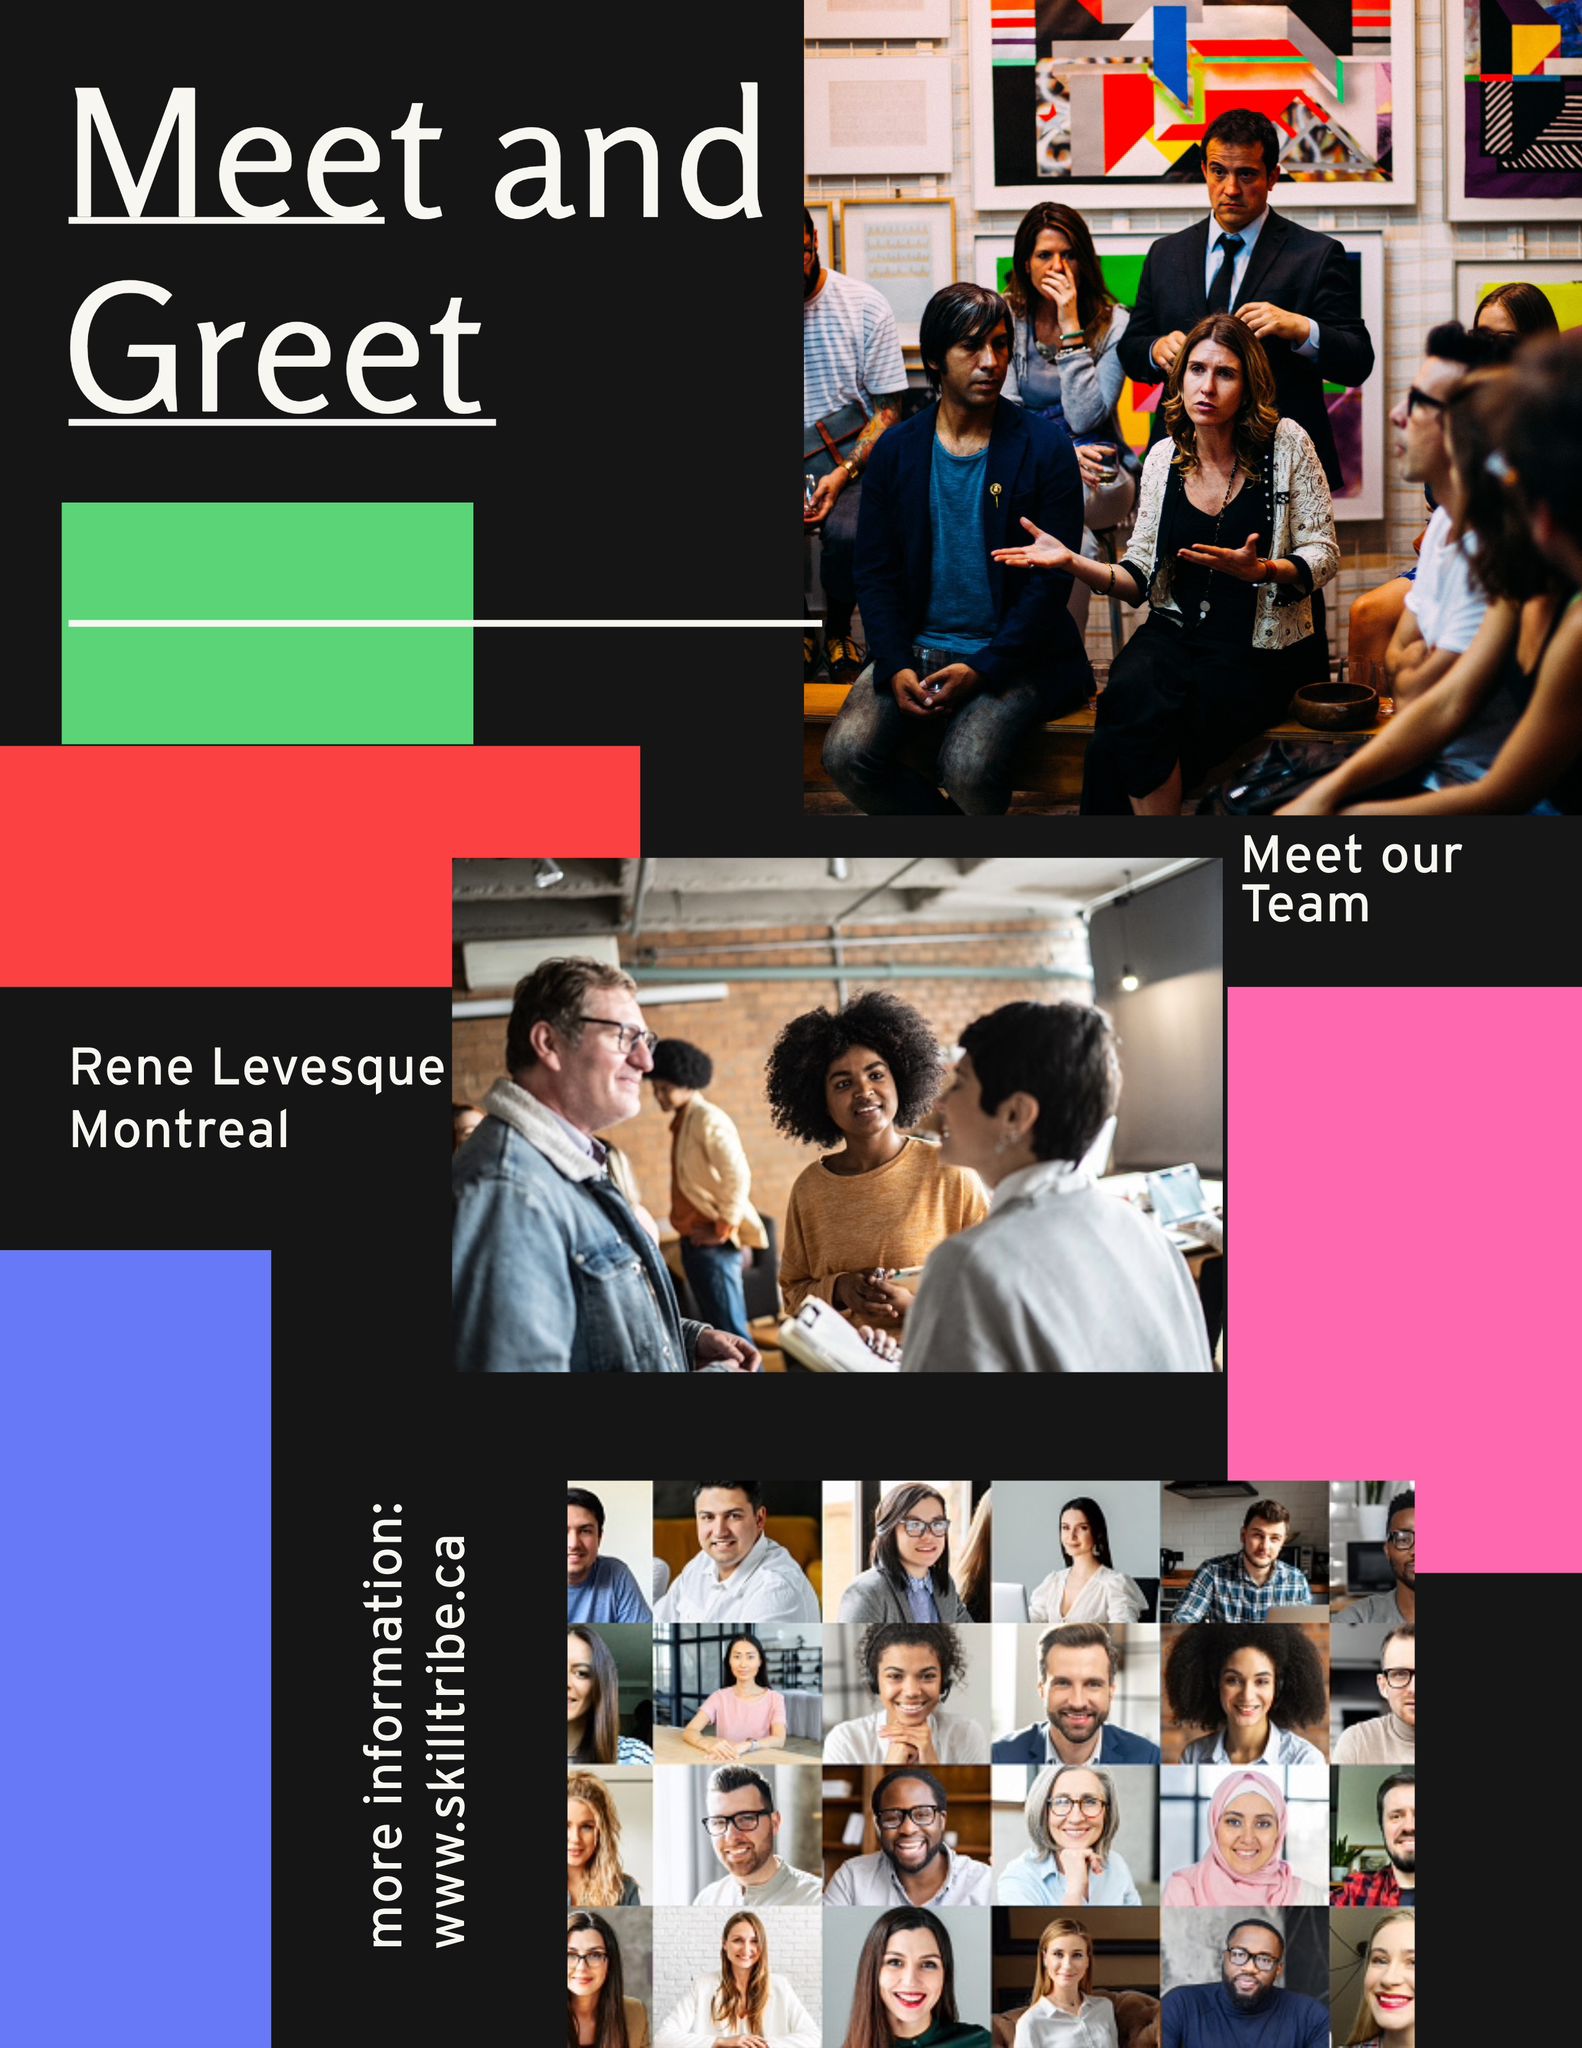 Meet and
Greet
Meet our
Team
Rene Levesque
Montreal
more information:
www.skilltribe.ca